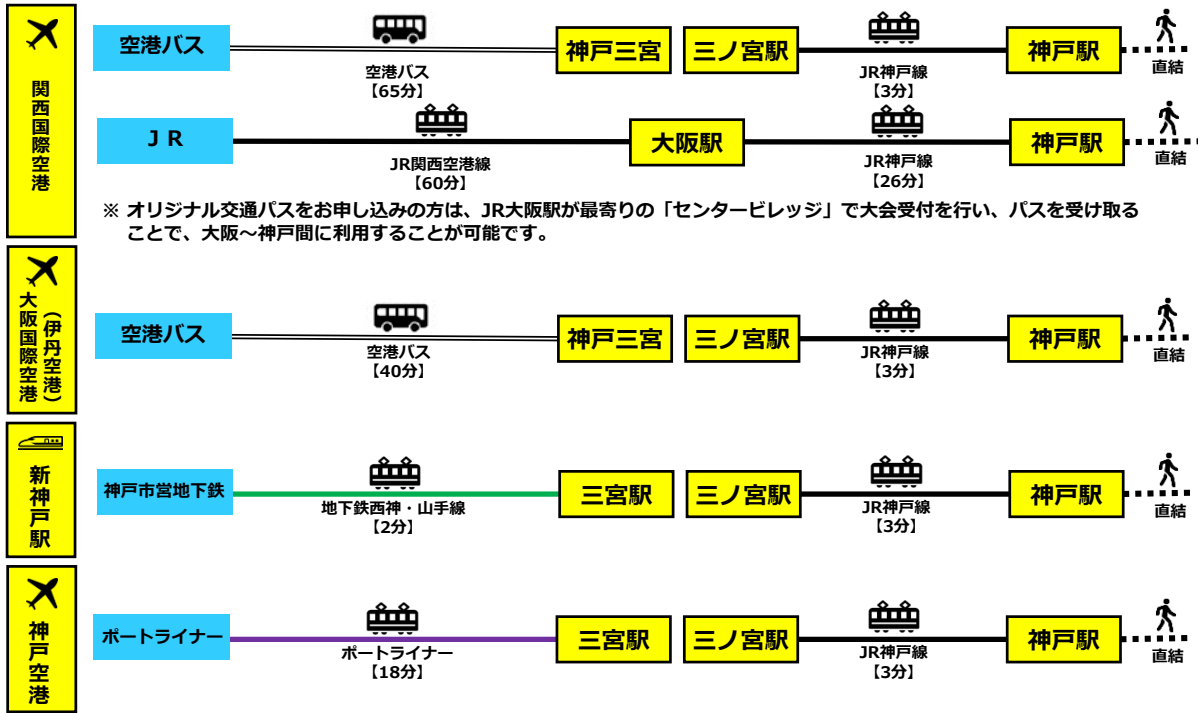 関西国際空港
空港バス
空港バス
【65分】
神戸三宮
三ノ宮駅
JR神戸線
【3分】
神戸駅
直結
JR
JR関西空港線
【60分】
大阪駅
JR神戸線
【26分】
神戸駅
直結
※ オリジナル交通パスをお申し込みの方は、JR大阪駅が最寄りの「センタービレッジ」で大会受付を行い、パスを受け取る
ことで、大阪～神戸間に利用することが可能です。
大阪国際空港
（伊丹空港）
空港バス
空港バス
【40分】
神戸三宮
三ノ宮駅
JR神戸線
【3分】
神戸駅
直結
新神戸駅
神戸市営地下鉄
地下鉄西神・山手線
【2分】
三宮駅
三ノ宮駅
JR神戸線
【3分】
神戸駅
直結
神戸空港
ポートライナー
ポートライナー
【18分】
三宮駅
三ノ宮駅
JR神戸線
【3分】
神戸駅
直結